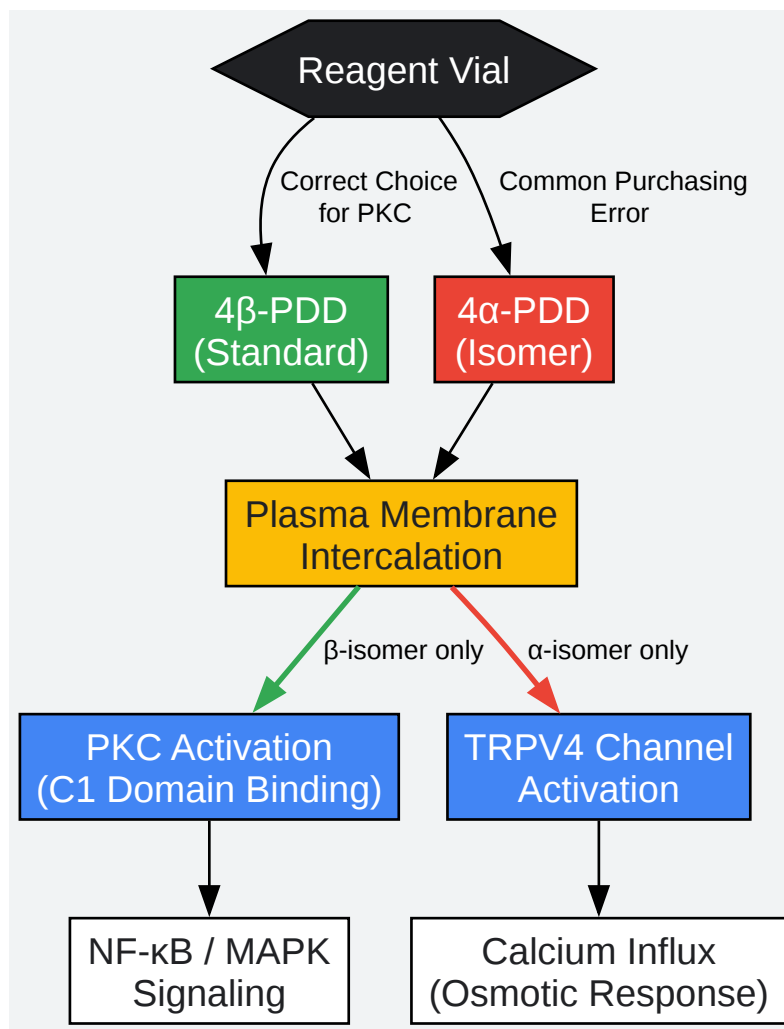 Reagent Vial
Correct Choice
for PKC
Common Purchasing
Error
4β-PDD
(Standard)
4α-PDD
(Isomer)
Plasma Membrane
Intercalation
β-isomer only
α-isomer only
PKC Activation
(C1 Domain Binding)
TRPV4 Channel
Activation
NF-κB / MAPK
Signaling
Calcium Influx
(Osmotic Response)